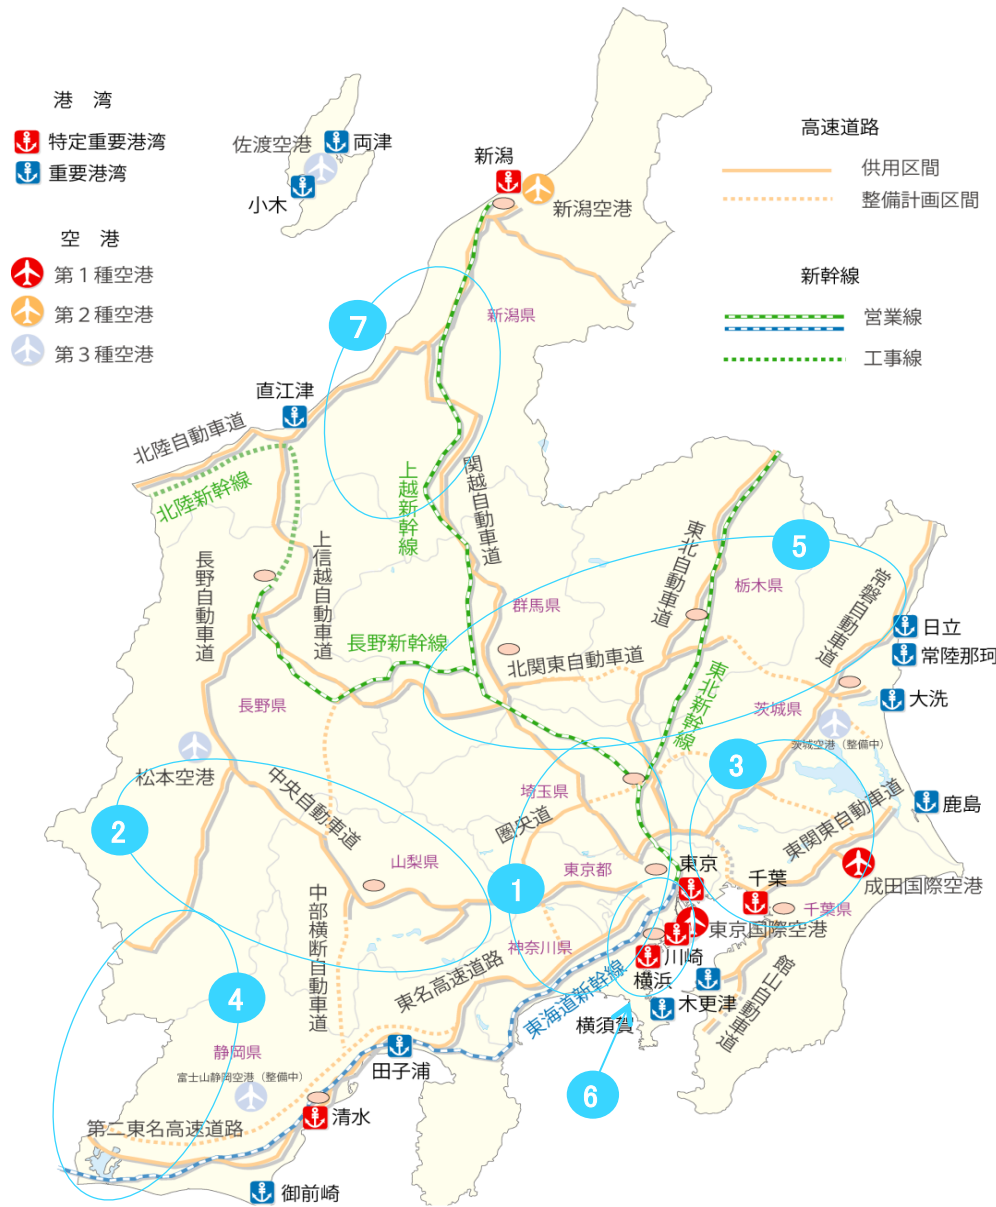 港　湾
特定重要港湾
重要港湾
空　港
第１種空港
第２種空港
第３種空港
高速道路
供用区間
整備計画区間
新幹線
営業線
工事線
佐渡空港
両津
小木
新潟
新潟空港
7
新潟県
直江津
北陸自動車道
北陸新幹線
上越新幹線
関越自動車道
長野自動車道
上信越自動車道
東北自動車道
5
栃木県
常磐自動車道
群馬県
日立
常陸那珂
長野新幹線
北関東自動車道
大洗
長野県
東北新幹線
茨城県
茨城空港（整備中）
松本空港
3
中央自動車道
埼玉県
圏央道
東関東自動車道
鹿島
2
山梨県
東京都
東京
千葉
成田国際空港
1
中部横断自動車道
千葉県
神奈川県
東京国際空港
川崎
横浜
東名高速道路
東海道新幹線
木更津
館山自動車道
4
横須賀
静岡県
田子浦
富士山静岡空港（整備中）
6
第二東名高速道路
清水
御前崎